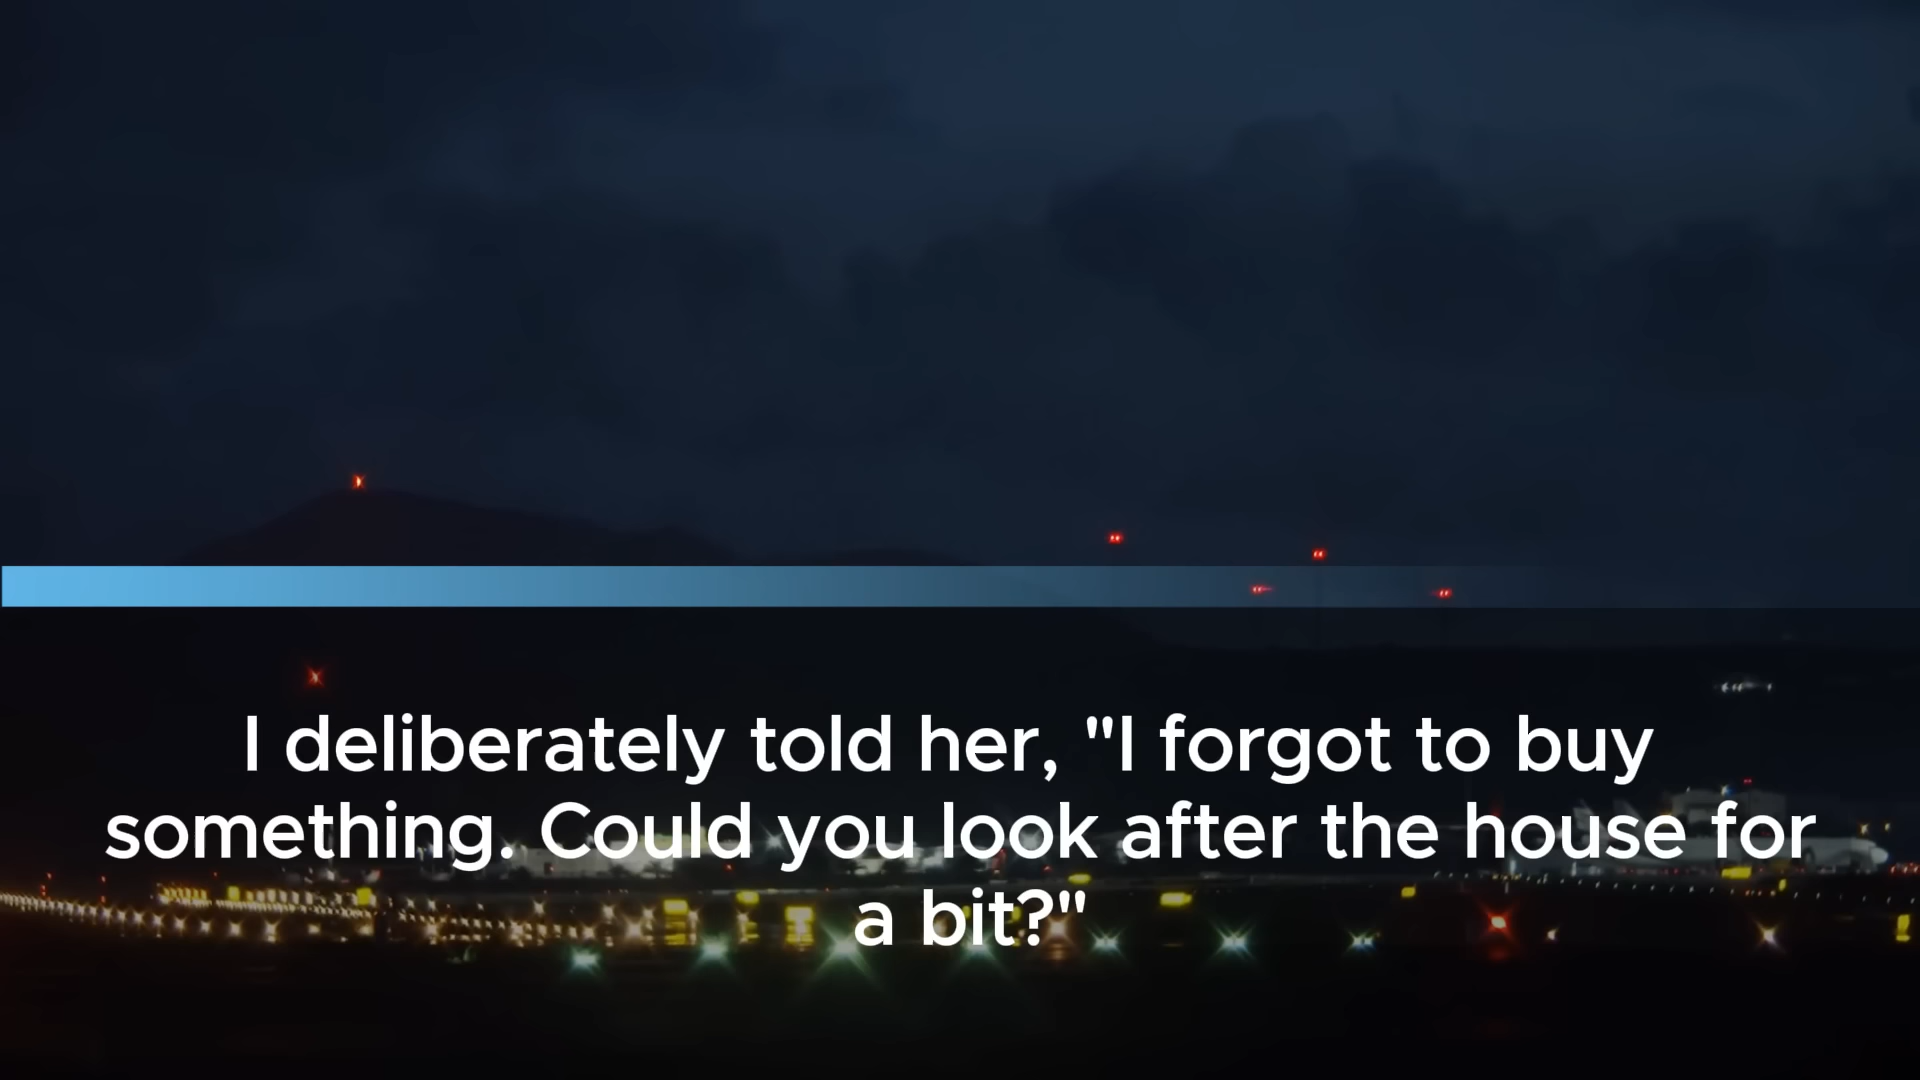 I deliberately told her, "I forgot to buy
something. Could you look after the house for
a bit?"